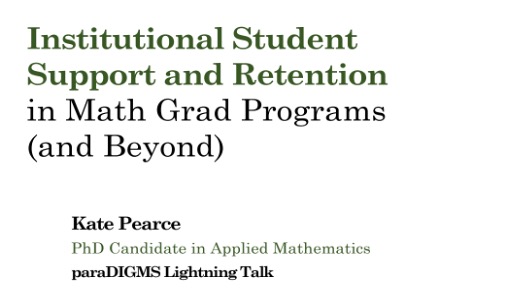 Institutional Student
Support and Retention
in Math Grad Programs
(and Beyond)
Kate Pearce
PhD Candidate in Applied Mathematics
paraDIGMS Lightning Talk